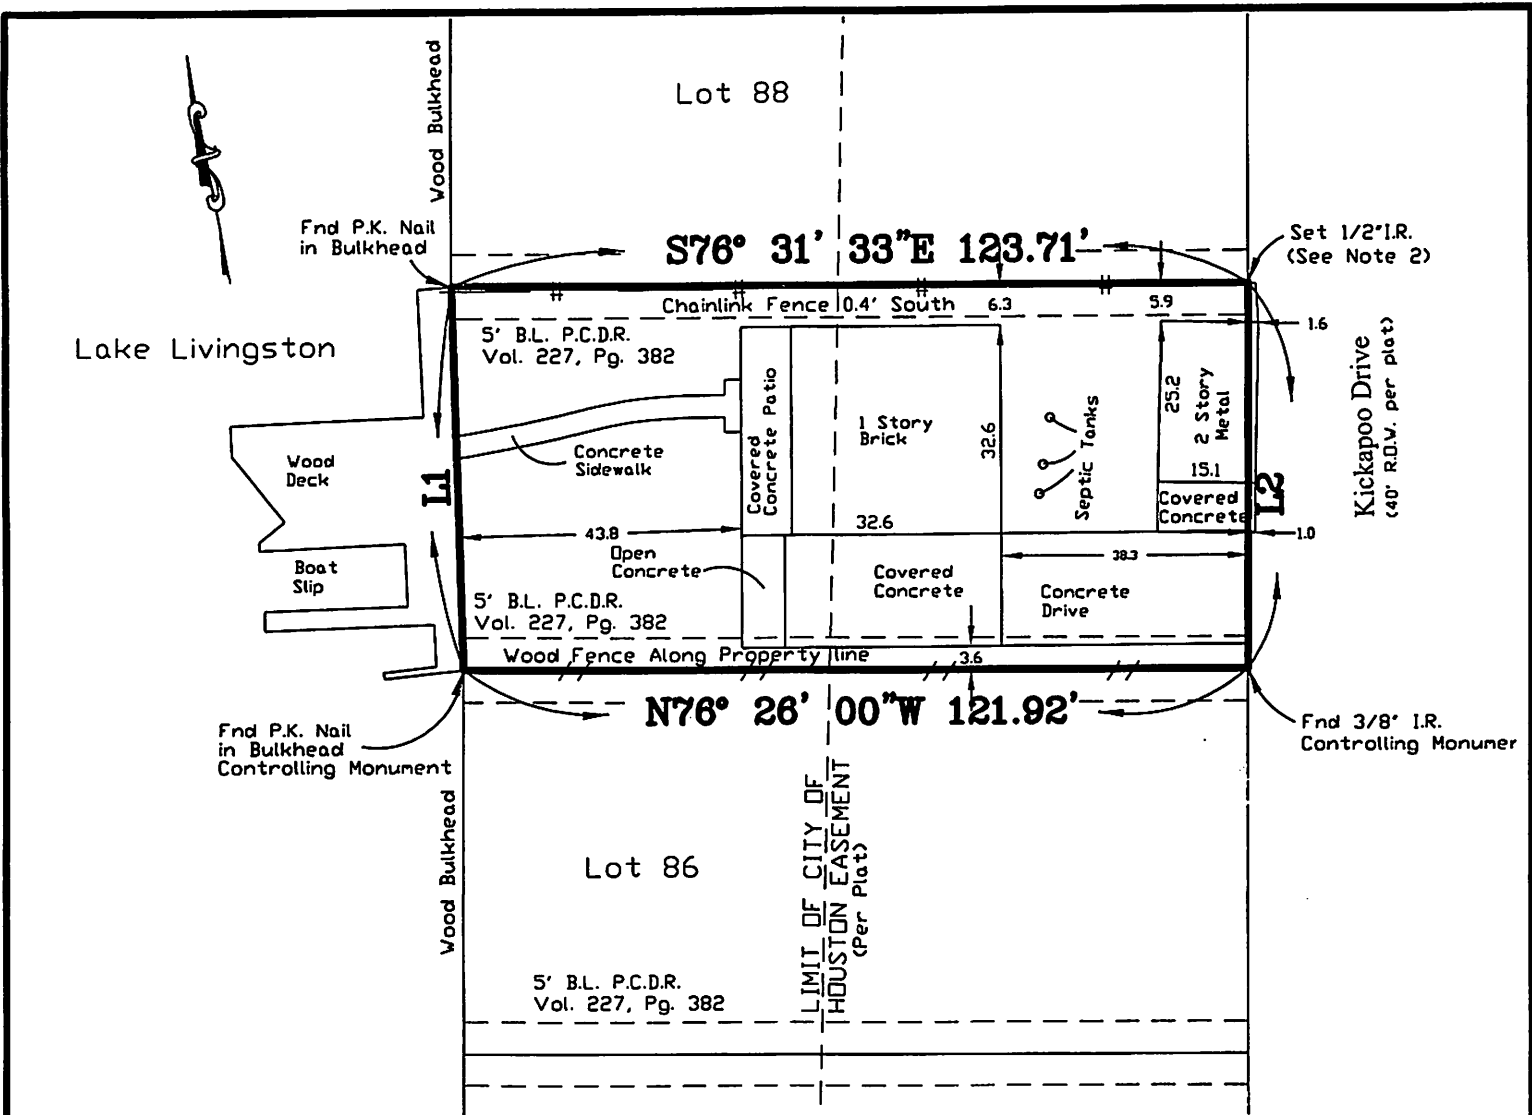 Lot 88
Wood Bulkhead
Fnd P.K. Nail
in Bulkhead
S76° 31' 33"E 123.71'
Set 1/2"I.R.
(See Note 2)
Chainlink Fence 0.4' South
6.3
5.9
1.6
Lake Livingston
5' B.L. P.C.D.R.
Vol. 227, Pg. 382
Covered
Concrete Patio
1 Story
Brick
32.6
32.6
Septic Tanks
25.2
2 Story
Metal
15.1
Covered
Concrete
Kickapoo Drive
(40' R.O.W. per plat)
Wood
Deck
Concrete
Sidewalk
L1
L2
43.8
1.0
38.3
Open
Concrete
Boat
Slip
Covered
Concrete
Concrete
Drive
5' B.L. P.C.D.R.
Vol. 227, Pg. 382
Wood Fence Along Property line
3.6
N76° 26' 00"W 121.92'
Fnd P.K. Nail
in Bulkhead
Controlling Monument
Fnd 3/8" I.R.
Controlling Monumer
Wood Bulkhead
Lot 86
LIMIT OF CITY OF
HOUSTON EASEMENT
(Per Plat)
5' B.L. P.C.D.R.
Vol. 227, Pg. 382